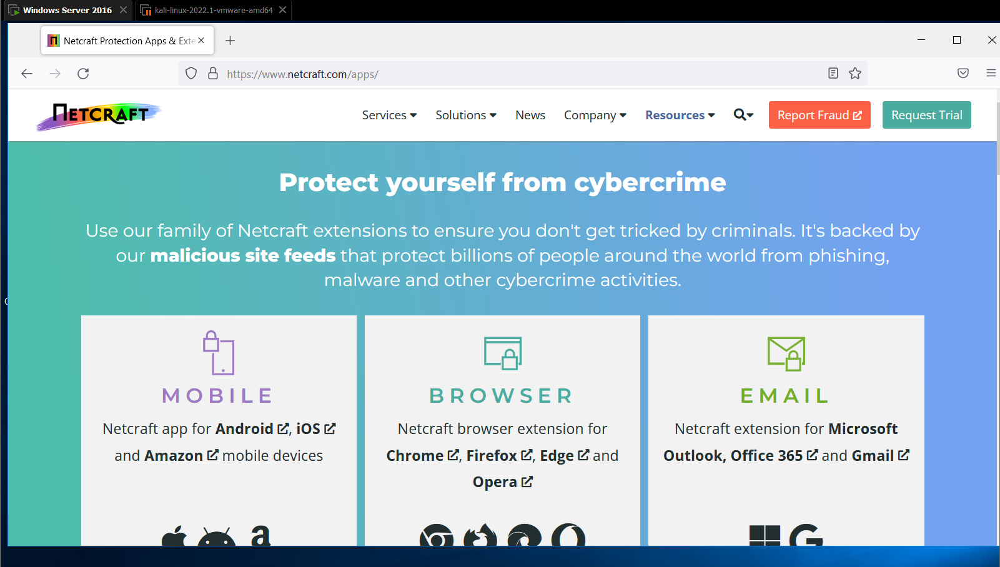 Windows Server 2016
kali-linux-2022.1-vmware-amd64
Netcraft Protection Apps & Exte
https://www.netcraft.com/apps/
NETCRAFT
Services
Solutions
News
Company
Resources
Report Fraud
Request Trial
Protect yourself from cybercrime
Use our family of Netcraft extensions to ensure you don't get tricked by criminals. It's backed by
our malicious site feeds that protect billions of people around the world from phishing,
malware and other cybercrime activities.
MOBILE
Netcraft app for Android, iOS
and Amazon mobile devices
BROWSER
Netcraft browser extension for
Chrome, Firefox, Edge and
Opera
EMAIL
Netcraft extension for Microsoft
Outlook, Office 365 and Gmail